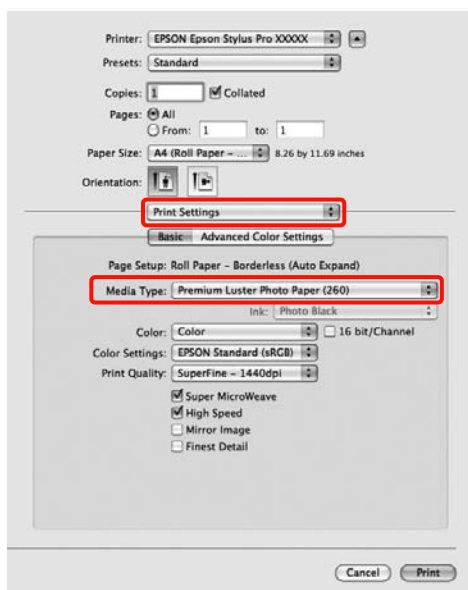 Printer: EPSON Epson Stylus Pro XXXXX
Presets: Standard
Copies: 1 Collated
Pages: All
From: 1 to: 1
Paper Size: A4 (Roll Paper - ... 8.26 by 11.69 inches
Orientation:
Print Settings
Basic Advanced Color Settings
Page Setup: Roll Paper - Borderless (Auto Expand)
Media Type: Premium Luster Photo Paper (260)
Ink: Photo Black
Color: Color 16 bit/Channel
Color Settings: EPSON Standard (sRGB)
Print Quality: SuperFine - 1440dpi
Super MicroWeave
High Speed
Mirror Image
Finest Detail
Cancel Print